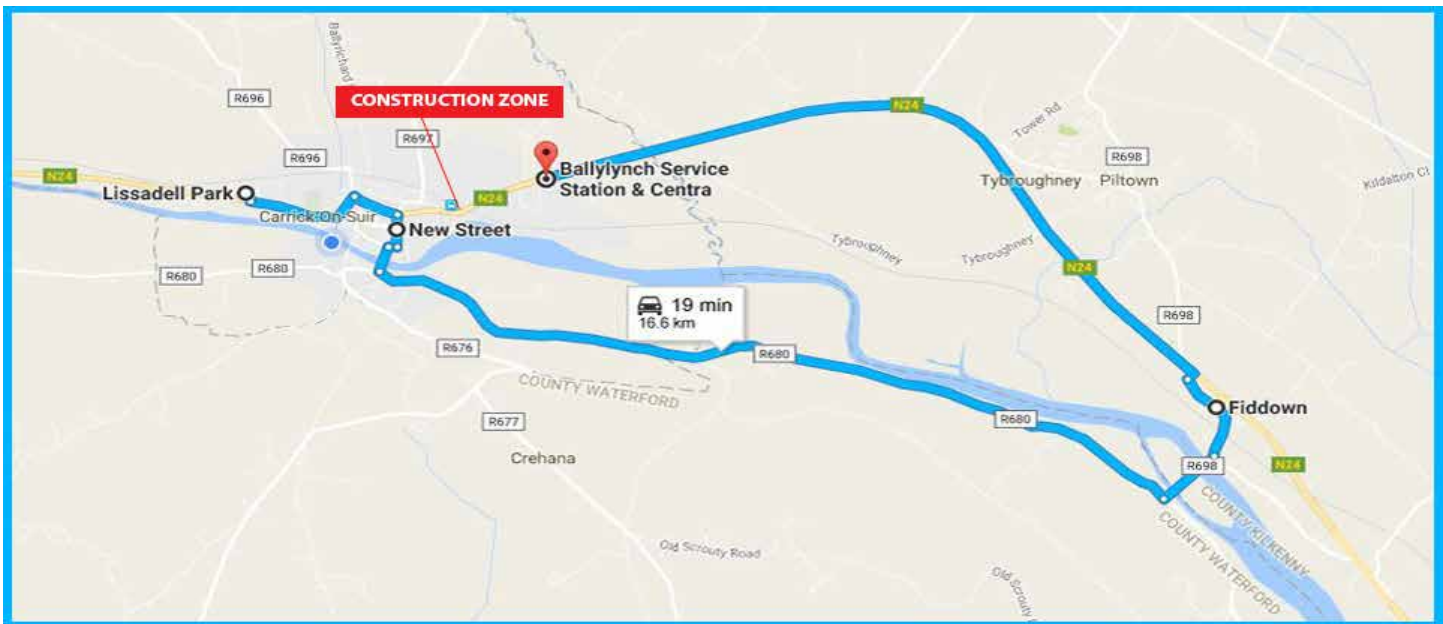 Ballyrichard
R696
CONSTRUCTION ZONE
R697
R696
N24
Lissadell Park
Carrick-On-Suir
New Street
N24
Ballylynch Service
Station & Centra
N24
Tower Rd
R698
Tybroughney
Piltown
Kildalton Cl
R680
R680
Tybroughney
Tybroughney
N24
19 min
16.6 km
R698
R676
R680
COUNTY WATERFORD
R677
Crehana
R680
Fiddown
R698
N24
COUNTY KILKENNY
COUNTY WATERFORD
Old Scrouty Road
Old Scrouty